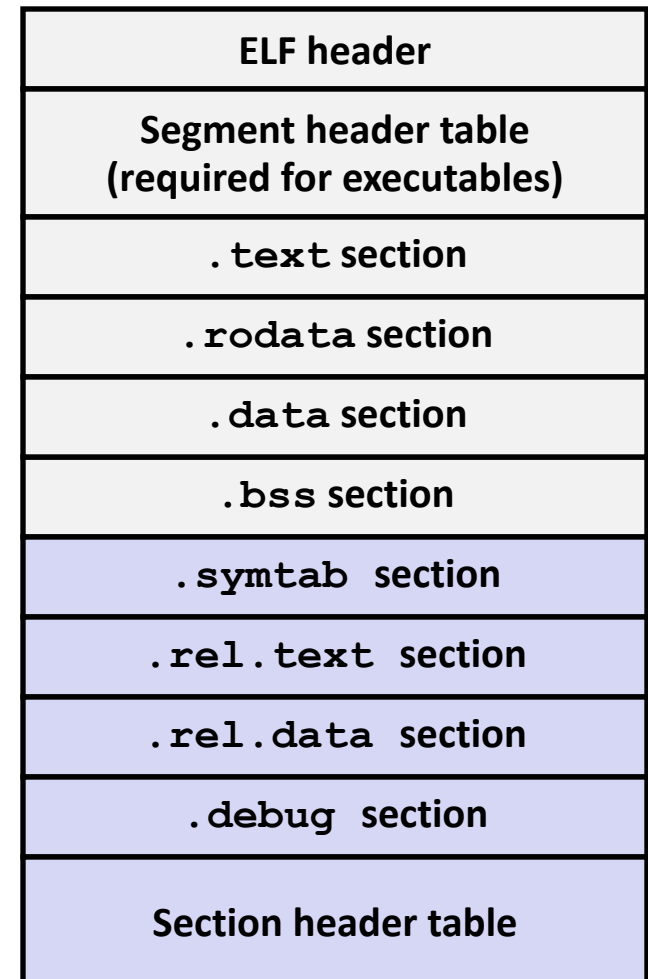 ELF header
Segment header table
(required for executables)
.text section
.rodata section
.data section
.bss section
.symtab section
.rel.text section
.rel.data section
.debug section
Section header table